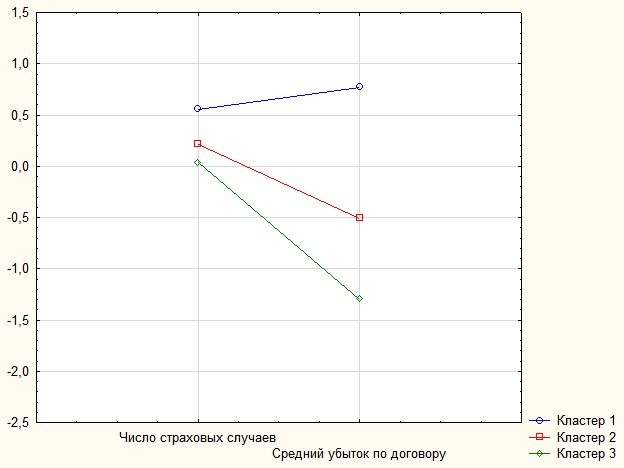 1,5
1,0
0,5
0,0
-0,5
-1,0
-1,5
-2,0
-2,5
Число страховых случаев
Средний убыток по договору
Кластер 1
Кластер 2
Кластер 3